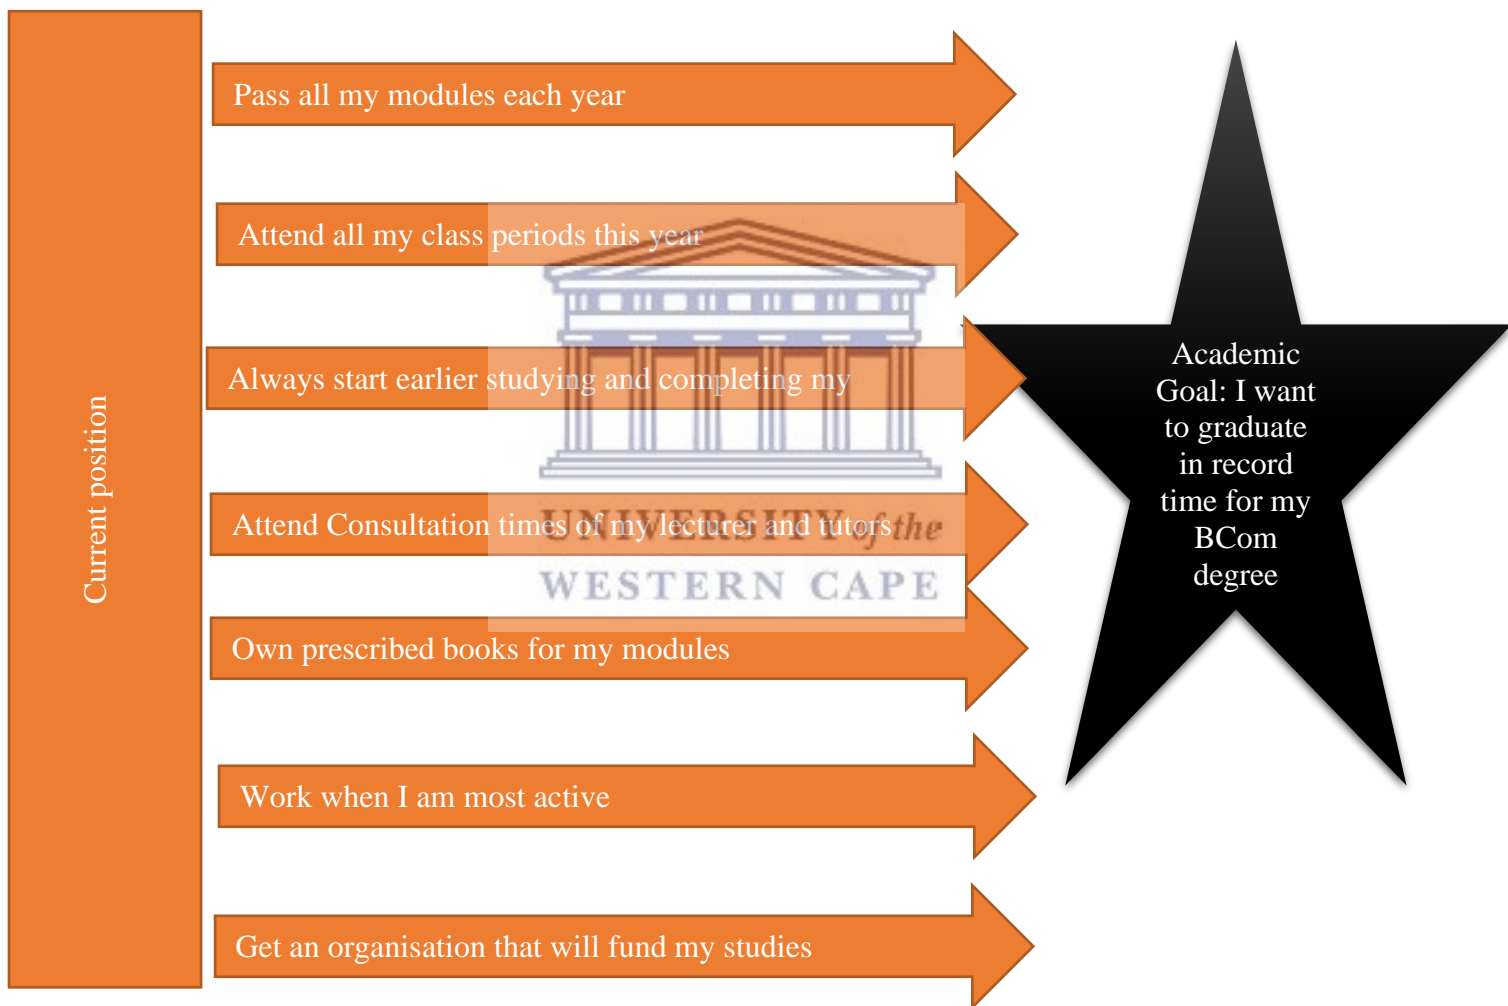 Current position
Pass all my modules each year
Attend all my class periods this year
Always start earlier studying and completing my
Attend Consultation times of my lecturer and tutors
Own prescribed books for my modules
Work when I am most active
Get an organisation that will fund my studies
Academic
Goal: I want
to graduate
in record
time for my
BCom
degree
UNIVERSITY of the
WESTERN CAPE